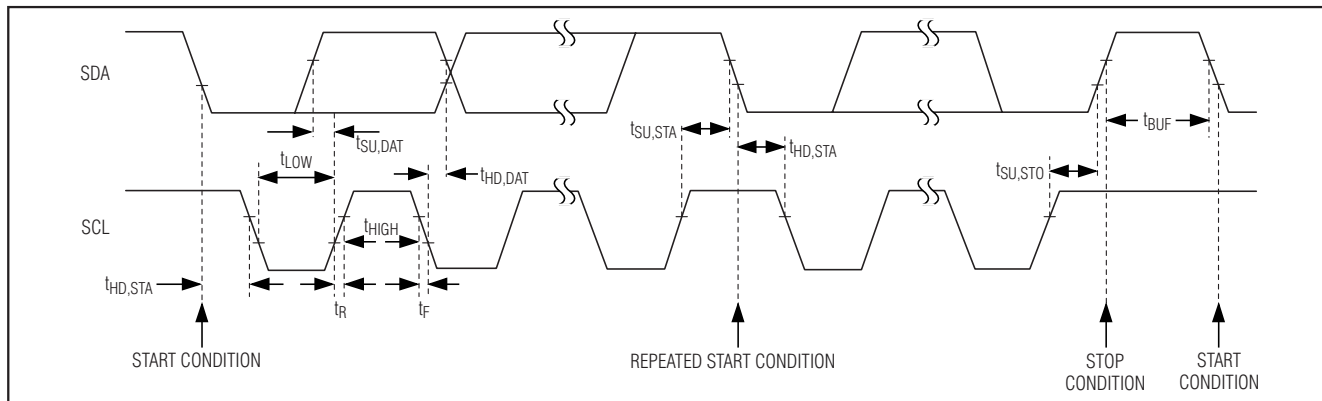 SDA
tSU,DAT
tLOW
tHD,DAT
tSU,STA
tHD,STA
tBUF
tSU,STO
SCL
tHIGH
tHD,STA
tR
tF
START CONDITION
REPEATED START CONDITION
STOP
CONDITION
START
CONDITION